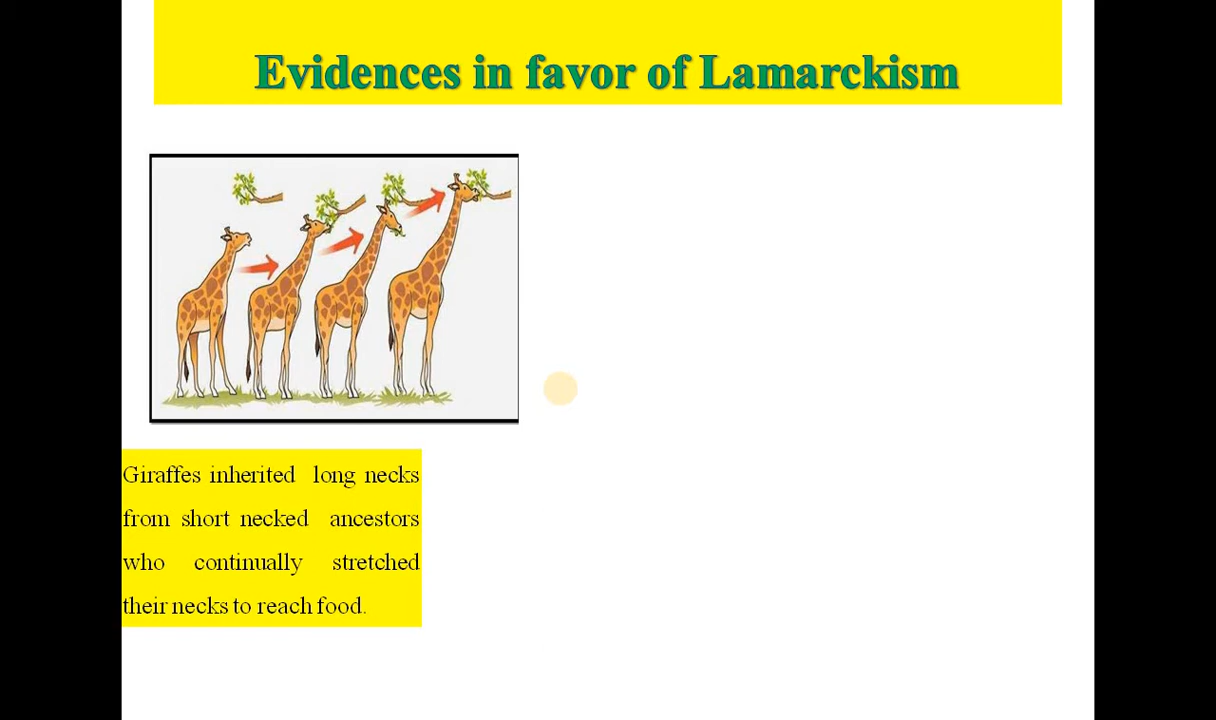 Evidences in favor of Lamarckism
Giraffes inherited long necks
from short necked ancestors
who continually stretched
their necks to reach food.